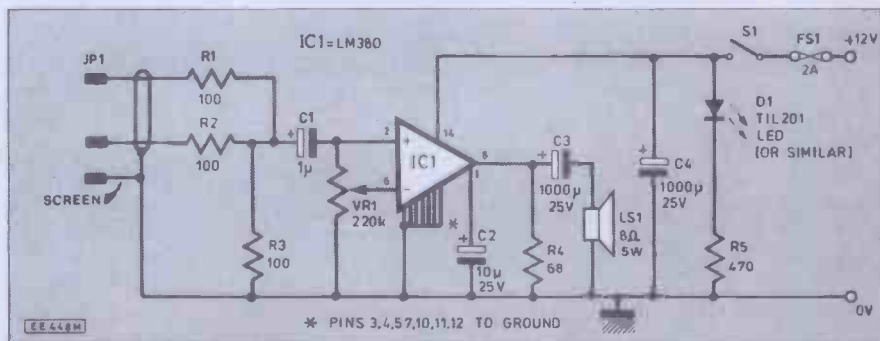 IC1 = LM380
JP1
R1
100
R2
100
SCREEN
R3
100
C1
+
1μ
VR1
220k
2
+
6
−
IC1
14
8
1
*
C2
+
10μ
25V
C3
+
1000μ
25V
R4
68
LS1
8Ω
5W
+
C4
1000μ
25V
S1
FS1
2A
+12V
D1
TIL201
LED
(OR SIMILAR)
R5
470
0V
EE448M
* PINS 3,4,5 7,10,11,12 TO GROUND